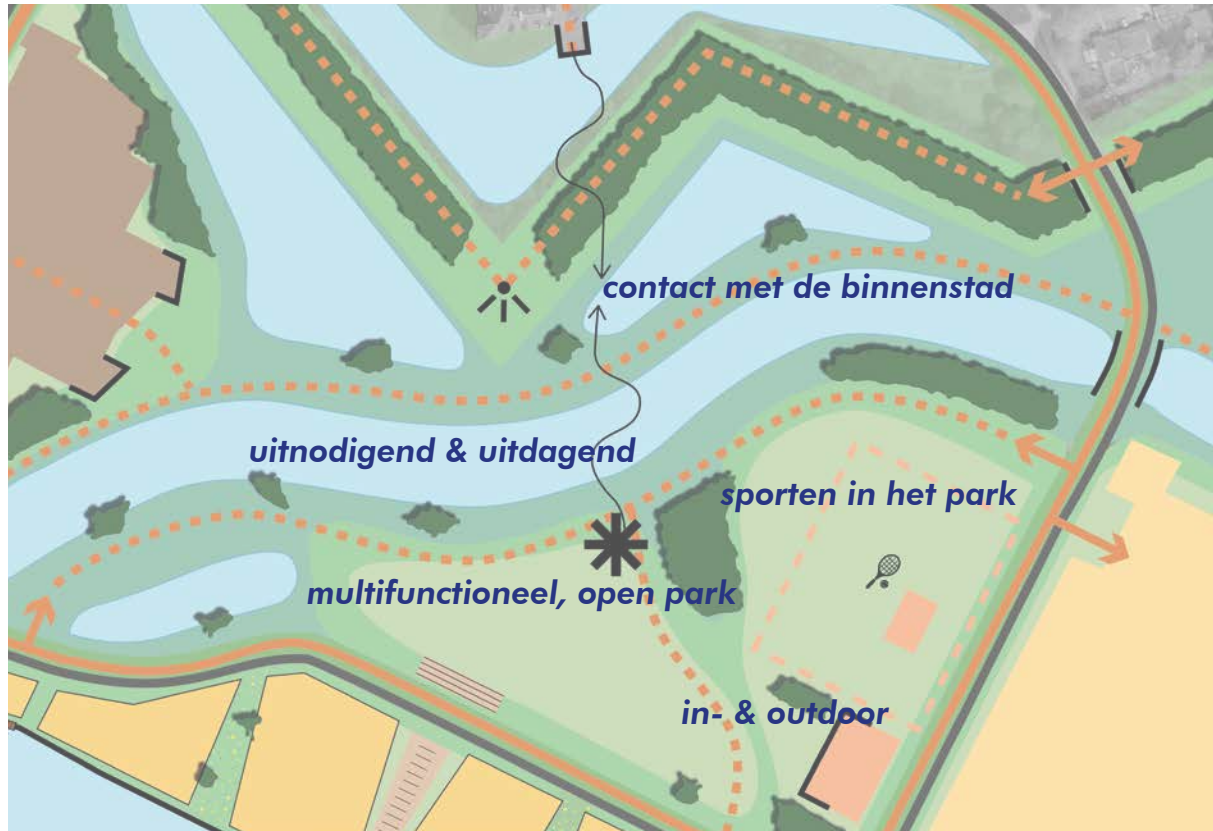 contact met de binnenstad
uitnodigend & uitdagend
sporten in het park
multifunctioneel, open park
in- & outdoor